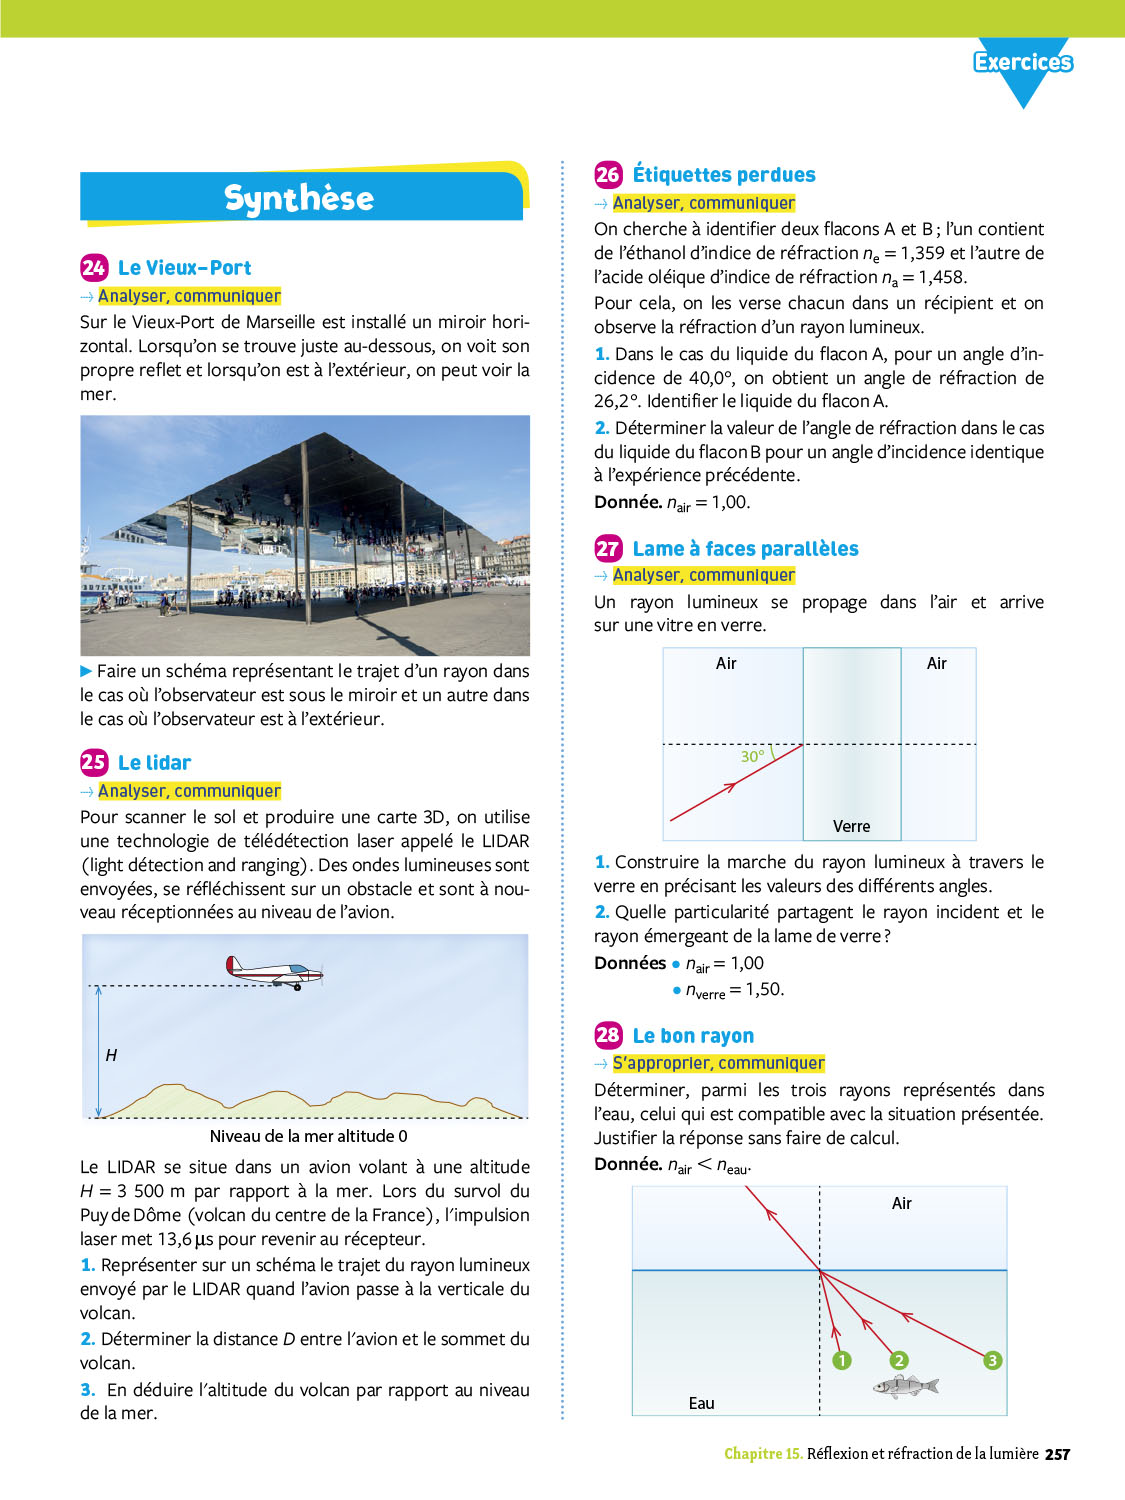 Exercices
Synthèse
24 Le Vieux-Port
→ Analyser, communiquer
Sur le Vieux-Port de Marseille est installé un miroir hori-
zontal. Lorsqu'on se trouve juste au-dessous, on voit son
propre reflet et lorsqu'on est à l'extérieur, on peut voir la
mer.
► Faire un schéma représentant le trajet d'un rayon dans
le cas où l'observateur est sous le miroir et un autre dans
le cas où l'observateur est à l'extérieur.
25 Le lidar
→ Analyser, communiquer
Pour scanner le sol et produire une carte 3D, on utilise
une technologie de télédétection laser appelé le LIDAR
(light détection and ranging). Des ondes lumineuses sont
envoyées, se réfléchissent sur un obstacle et sont à nou-
veau réceptionnées au niveau de l'avion.
H
Niveau de la mer altitude 0
Le LIDAR se situe dans un avion volant à une altitude
H = 3 500 m par rapport à la mer. Lors du survol du
Puy de Dôme (volcan du centre de la France), l'impulsion
laser met 13,6 µs pour revenir au récepteur.
1. Représenter sur un schéma le trajet du rayon lumineux
envoyé par le LIDAR quand l'avion passe à la verticale du
volcan.
2. Déterminer la distance D entre l'avion et le sommet du
volcan.
3. En déduire l'altitude du volcan par rapport au niveau
de la mer.
26 Étiquettes perdues
→ Analyser, communiquer
On cherche à identifier deux flacons A et B ; l'un contient
de l'éthanol d'indice de réfraction ne = 1,359 et l'autre de
l'acide oléique d'indice de réfraction na = 1,458.
Pour cela, on les verse chacun dans un récipient et on
observe la réfraction d'un rayon lumineux.
1. Dans le cas du liquide du flacon A, pour un angle d'in-
cidence de 40,0°, on obtient un angle de réfraction de
26,2°. Identifier le liquide du flacon A.
2. Déterminer la valeur de l'angle de réfraction dans le cas
du liquide du flacon B pour un angle d'incidence identique
à l'expérience précédente.
Donnée. nair = 1,00.
27 Lame à faces parallèles
→ Analyser, communiquer
Un rayon lumineux se propage dans l'air et arrive
sur une vitre en verre.
Air Air
30°
Verre
1. Construire la marche du rayon lumineux à travers le
verre en précisant les valeurs des différents angles.
2. Quelle particularité partagent le rayon incident et le
rayon émergeant de la lame de verre ?
Données • nair = 1,00
• nverre = 1,50.
28 Le bon rayon
→ S'approprier, communiquer
Déterminer, parmi les trois rayons représentés dans
l'eau, celui qui est compatible avec la situation présentée.
Justifier la réponse sans faire de calcul.
Donnée. nair < neau.
Air
1 2 3
Eau
Chapitre 15. Réflexion et réfraction de la lumière 257